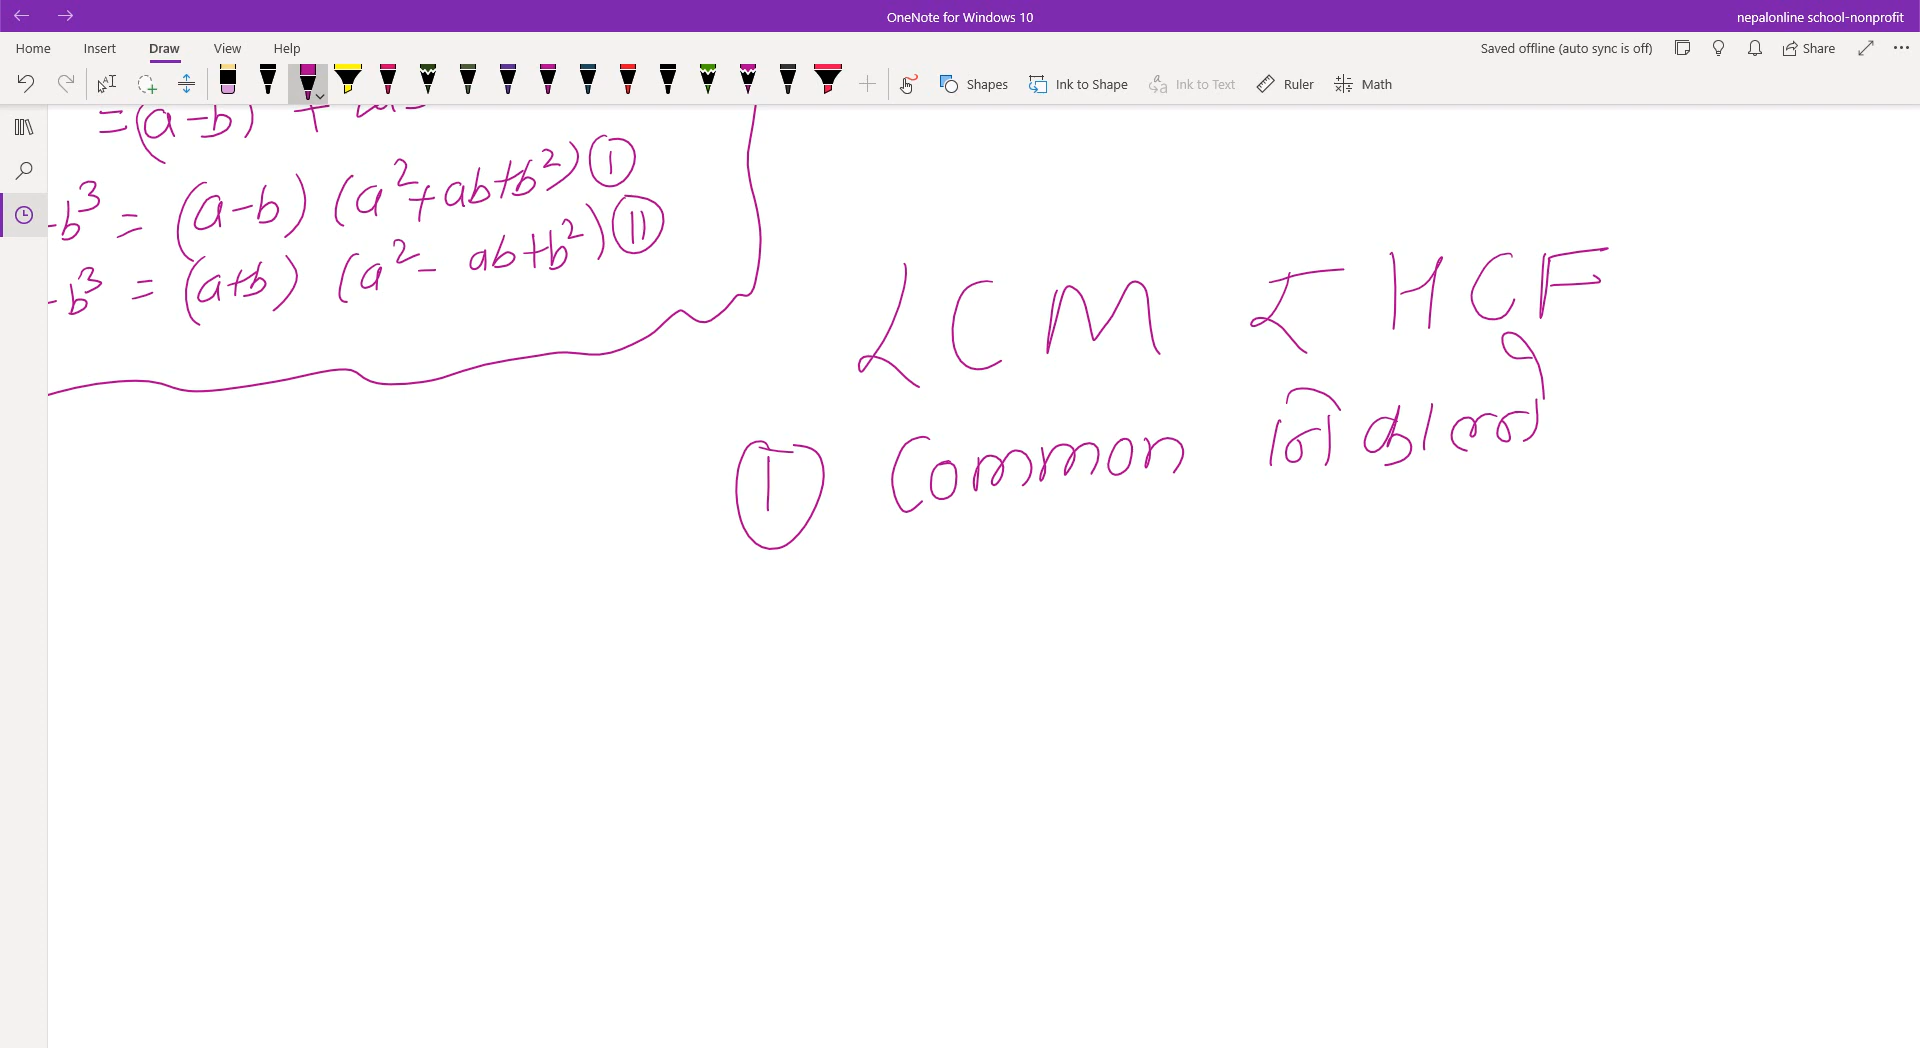 OneNote for Windows 10
nepalonline school-nonprofit
Home Insert Draw View Help
Saved offline (auto sync is off) Share
Shapes Ink to Shape Ink to Text Ruler Math
=(a-b) +
-b³ = (a-b) (a²+ab+b²) Ⓘ
-b³ = (a+b) (a²- ab+b²) Ⓘ Ⓘ
LCM र HCF
① Common